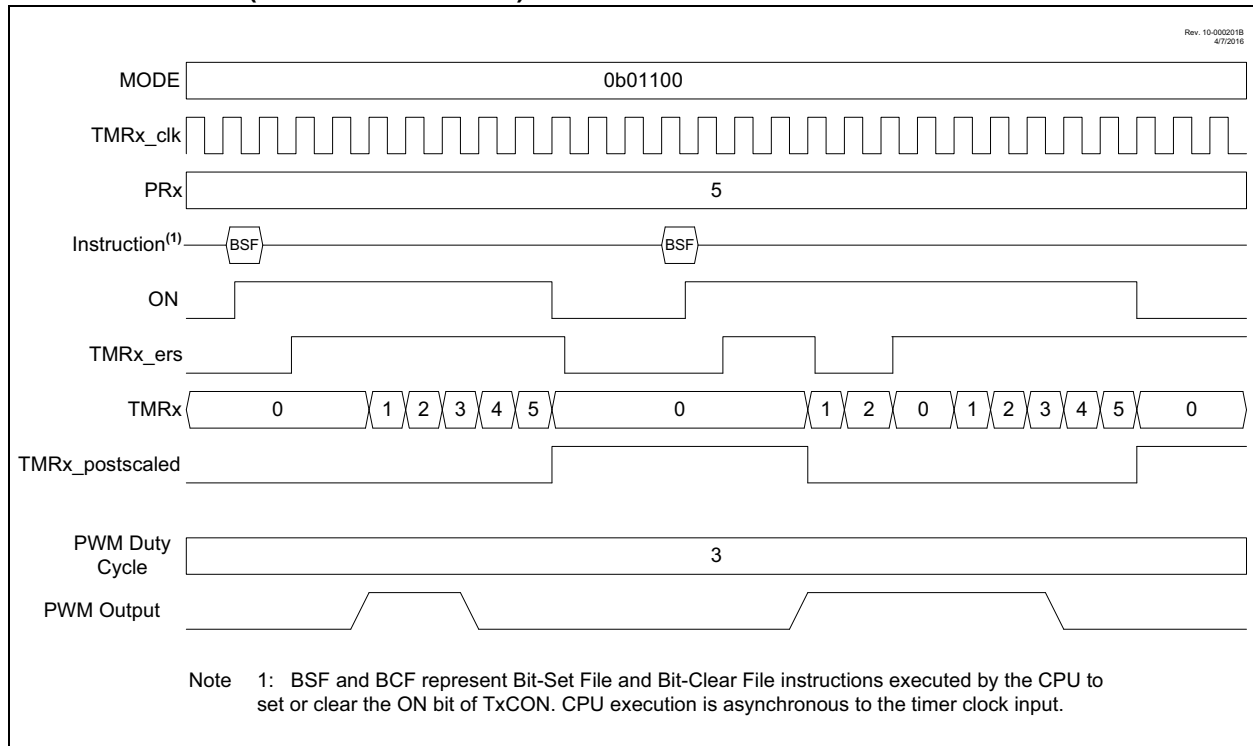 Rev. 10-000201B
4/7/2016
MODE 0b01100
TMRx_clk
PRx 5
Instruction(1) BSF BSF
ON
TMRx_ers
TMRx 0 1 2 3 4 5 0 1 2 0 1 2 3 4 5 0
TMRx_postscaled
PWM Duty
Cycle 3
PWM Output
Note 1: BSF and BCF represent Bit-Set File and Bit-Clear File instructions executed by the CPU to
set or clear the ON bit of TxCON. CPU execution is asynchronous to the timer clock input.